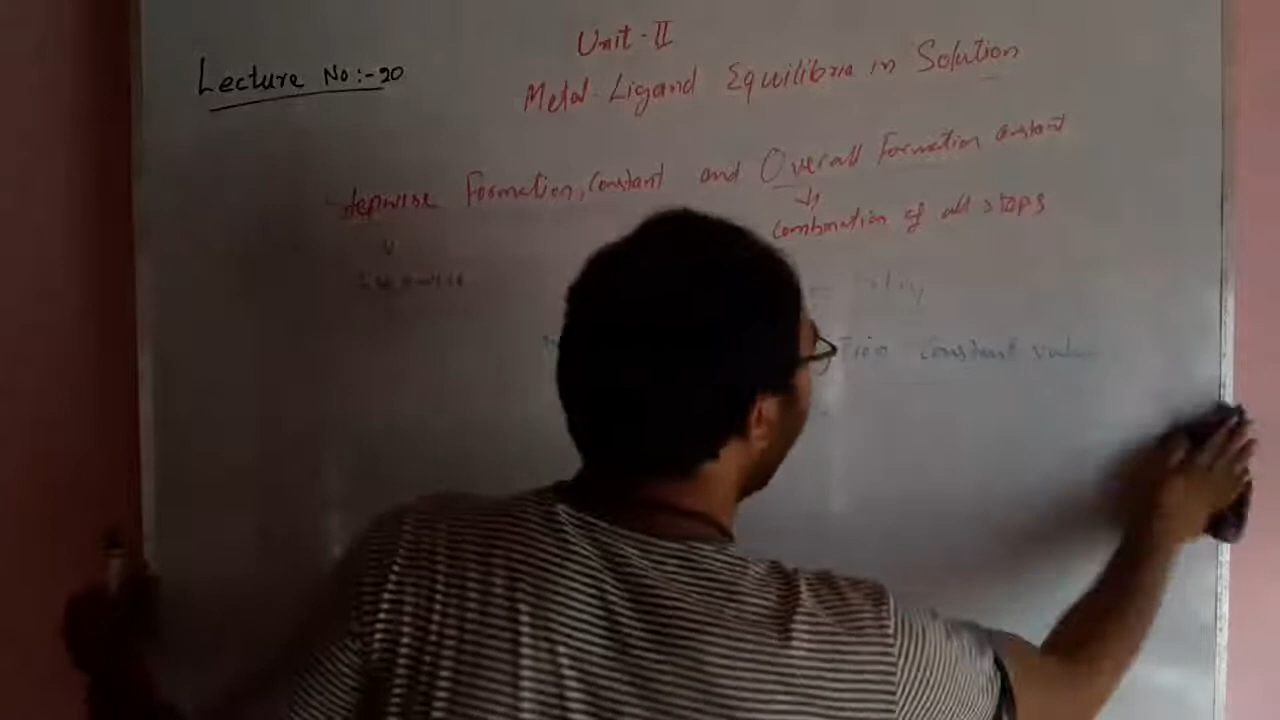 Unit - II
Lecture No:- 20
Metal-Ligand Equilibria in Solution
stepwise Formation, Constant and Overall Formation constant
Combination of all steps
constant value